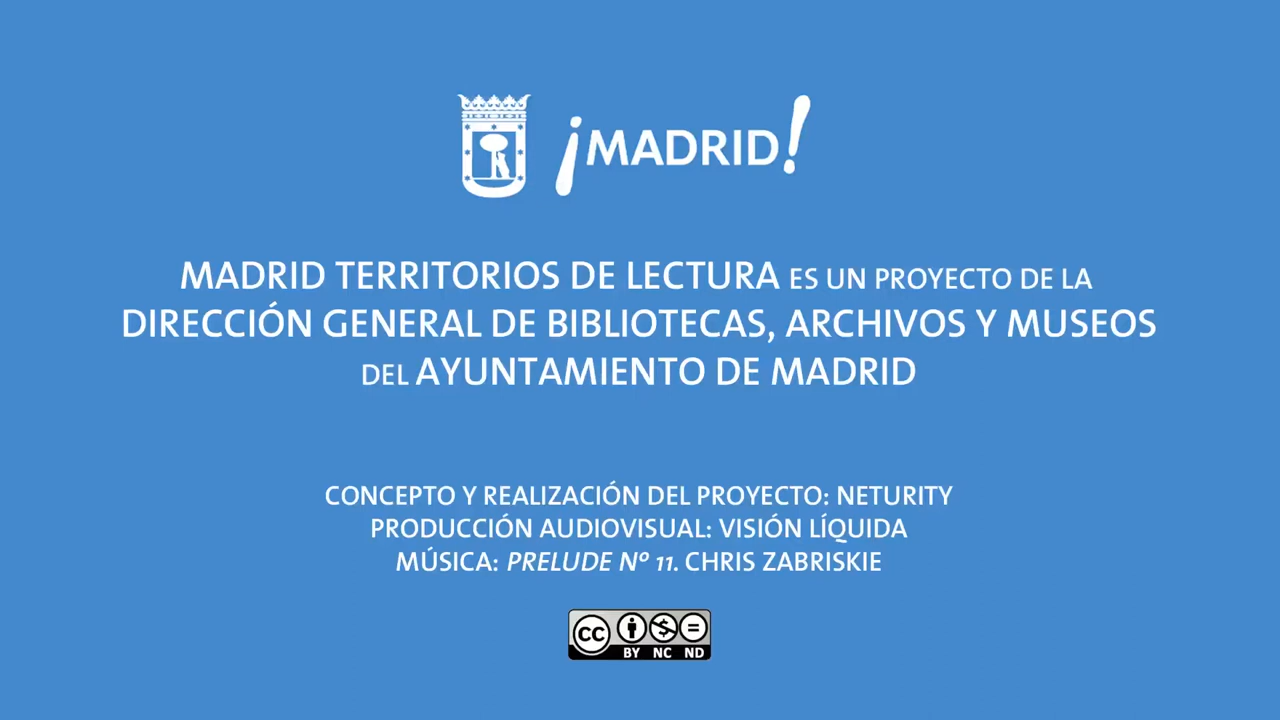 ¡MADRID!
MADRID TERRITORIOS DE LECTURA ES UN PROYECTO DE LA
DIRECCIÓN GENERAL DE BIBLIOTECAS, ARCHIVOS Y MUSEOS
DEL AYUNTAMIENTO DE MADRID
CONCEPTO Y REALIZACIÓN DEL PROYECTO: NETURITY
PRODUCCIÓN AUDIOVISUAL: VISIÓN LÍQUIDA
MÚSICA: PRELUDE Nº 11. CHRIS ZABRISKIE
CC
BY NC ND